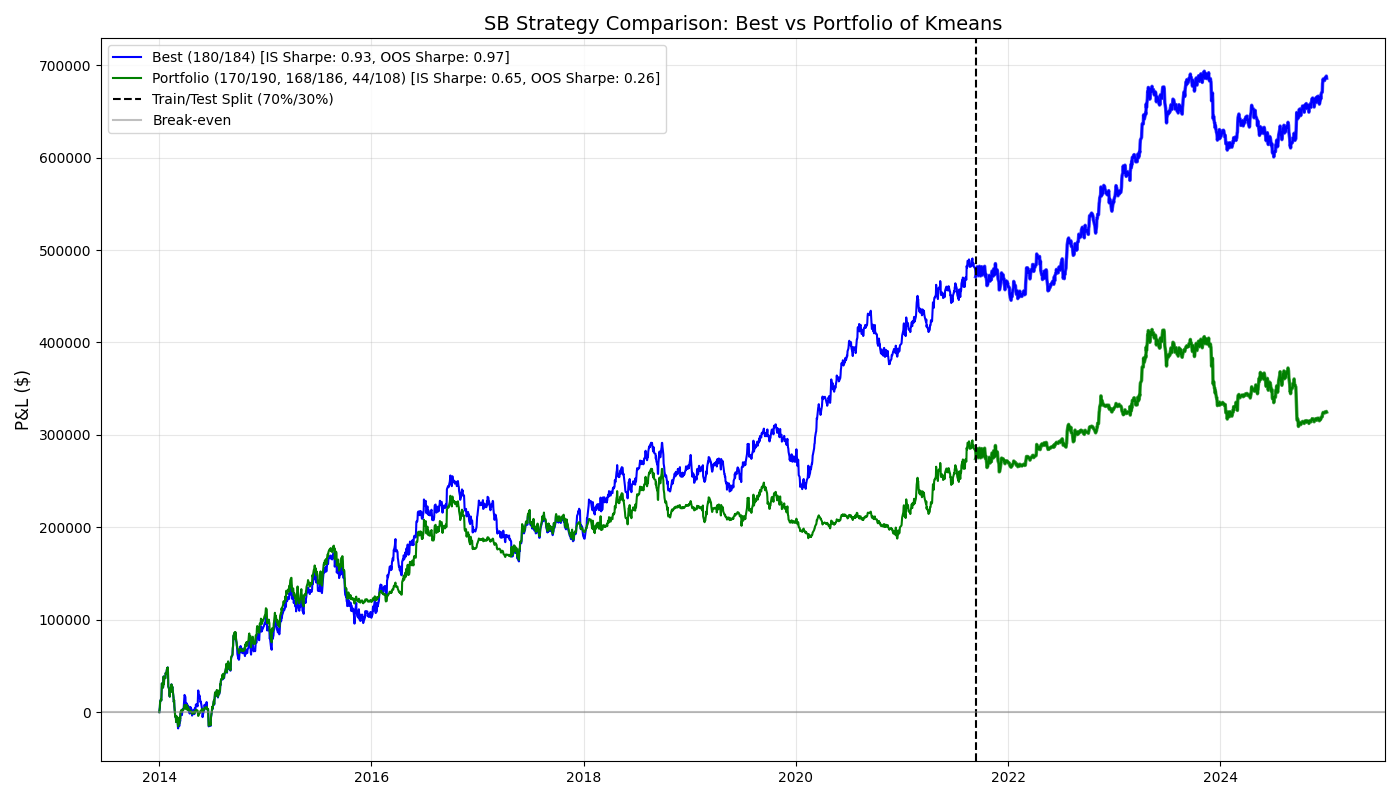 SB Strategy Comparison: Best vs Portfolio of Kmeans
Best (180/184) [IS Sharpe: 0.93, OOS Sharpe: 0.97]
Portfolio (170/190, 168/186, 44/108) [IS Sharpe: 0.65, OOS Sharpe: 0.26]
Train/Test Split (70%/30%)
Break-even
P&L ($)
700000
600000
500000
400000
300000
200000
100000
0
2014
2016
2018
2020
2022
2024